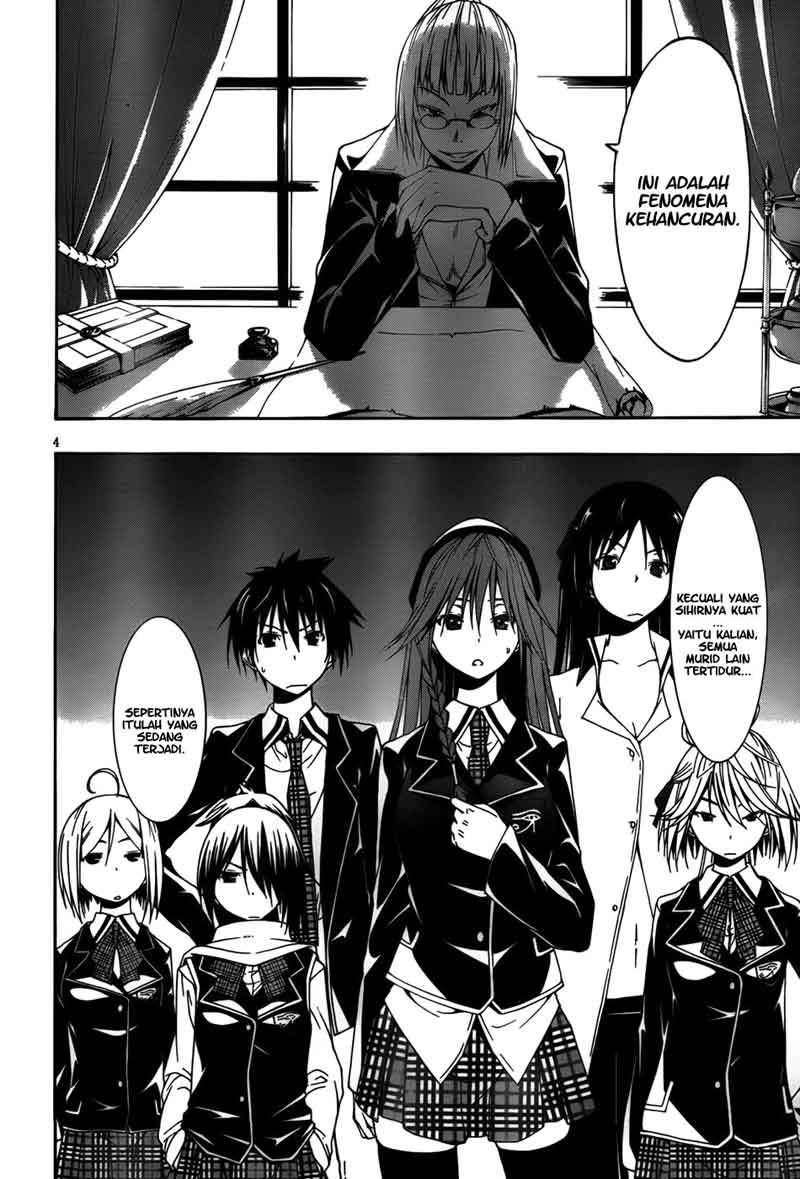 INI ADALAH
FENOMENA
KEHANCURAN.
4
KECUALI YANG
SIHIRNYA KUAT
...
YAITU KALIAN,
SEMUA
MURID LAIN
TERTIDUR...
SEPERTINYA
ITULAH YANG
SEDANG
TERJADI.